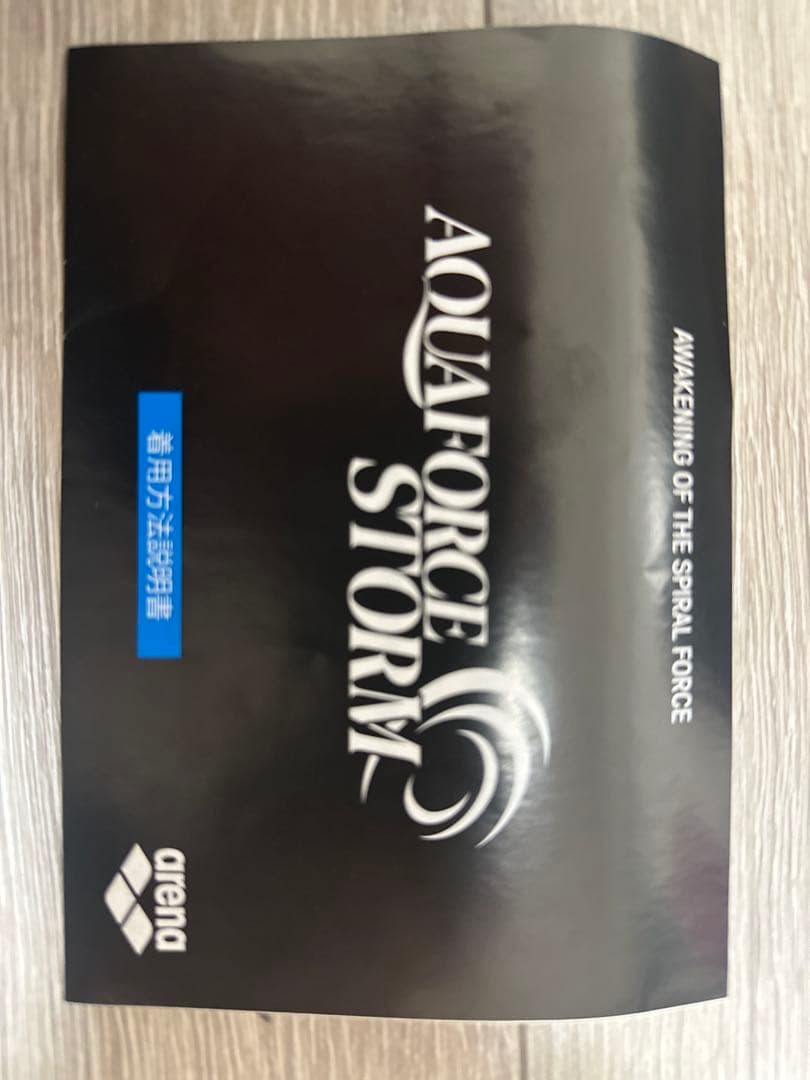 AWAKENING OF THE SPIRAL FORCE
AQUAFORCE
STORM
着用方法説明書
arena